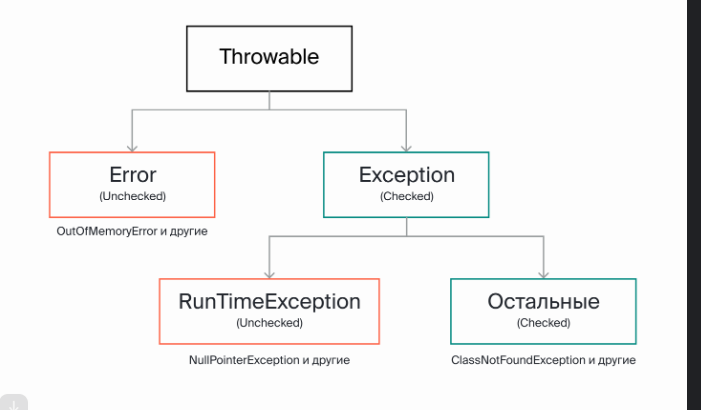 Throwable
Error
(Unchecked)
Exception
(Checked)
OutOfMemoryError и другие
RunTimeException
(Unchecked)
Остальные
(Checked)
NullPointerException и другие
ClassNotFoundException и другие